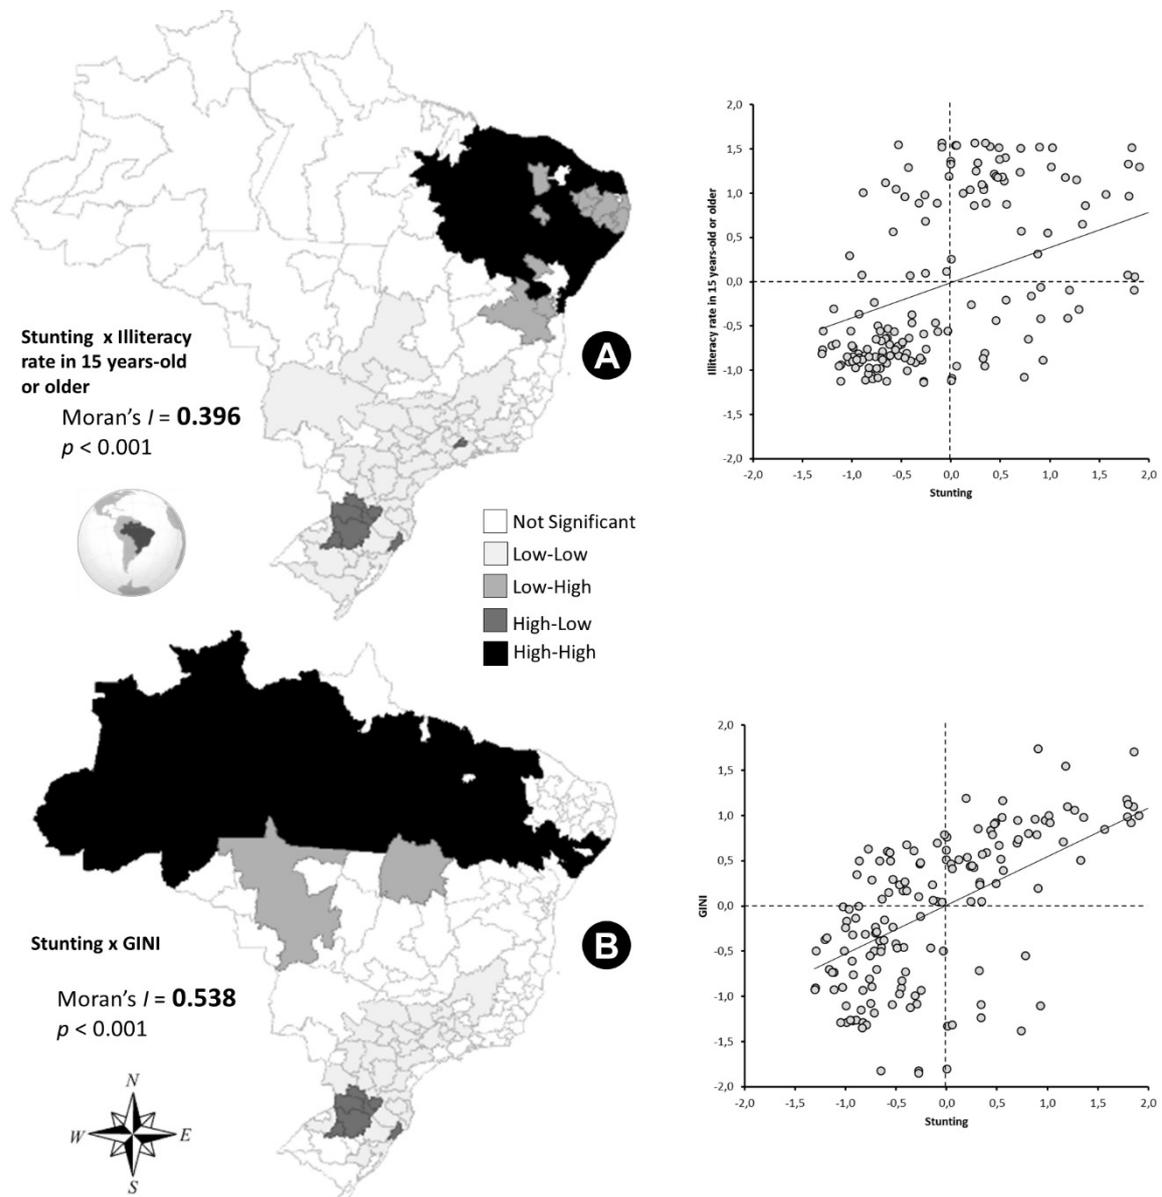 Stunting x Illiteracy
rate in 15 years-old
or older
Moran's I = 0.396
p < 0.001
A
Illiteracy rate in 15 years-old or older
2,0
1,5
1,0
0,5
0,0
-0,5
-1,0
-1,5
-2,0
-2,0 -1,5 -1,0 -0,5 0,0 0,5 1,0 1,5 2,0
Stunting
Not Significant
Low-Low
Low-High
High-Low
High-High
Stunting x GINI
Moran's I = 0.538
p < 0.001
B
N
W
E
S
GINI
2,0
1,5
1,0
0,5
0,0
-0,5
-1,0
-1,5
-2,0
-2,0 -1,5 -1,0 -0,5 0,0 0,5 1,0 1,5 2,0
Stunting